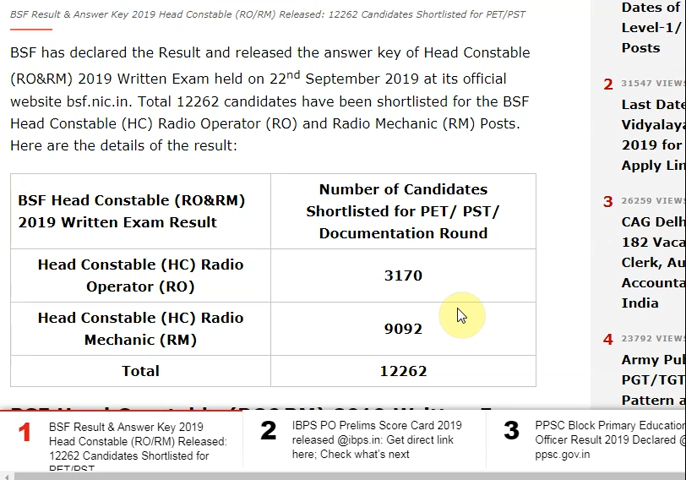 BSF Result & Answer Key 2019 Head Constable (RO/RM) Released: 12262 Candidates Shortlisted for PET/PST
BSF has declared the Result and released the answer key of Head Constable
(RO&RM) 2019 Written Exam held on 22nd September 2019 at its official
website bsf.nic.in. Total 12262 candidates have been shortlisted for the BSF
Head Constable (HC) Radio Operator (RO) and Radio Mechanic (RM) Posts.
Here are the details of the result:
BSF Head Constable (RO&RM)
2019 Written Exam Result
Number of Candidates
Shortlisted for PET/ PST/
Documentation Round
Head Constable (HC) Radio
Operator (RO)
3170
Head Constable (HC) Radio
Mechanic (RM)
9092
Total
12262
Dates of
Level-1/
Posts
2 31547 VIEWS
Last Date
Vidyalaya
2019 for
Apply Lin
3 26259 VIEWS
CAG Delh
182 Vaca
Clerk, Au
Accounta
India
4 23792 VIEWS
Army Pul
PGT/TGT
Pattern a
1 BSF Result & Answer Key 2019
Head Constable (RO/RM) Released:
12262 Candidates Shortlisted for
PET/PST
2 IBPS PO Prelims Score Card 2019
released @ibps.in: Get direct link
here; Check what's next
3 PPSC Block Primary Education
Officer Result 2019 Declared @
ppsc.gov.in